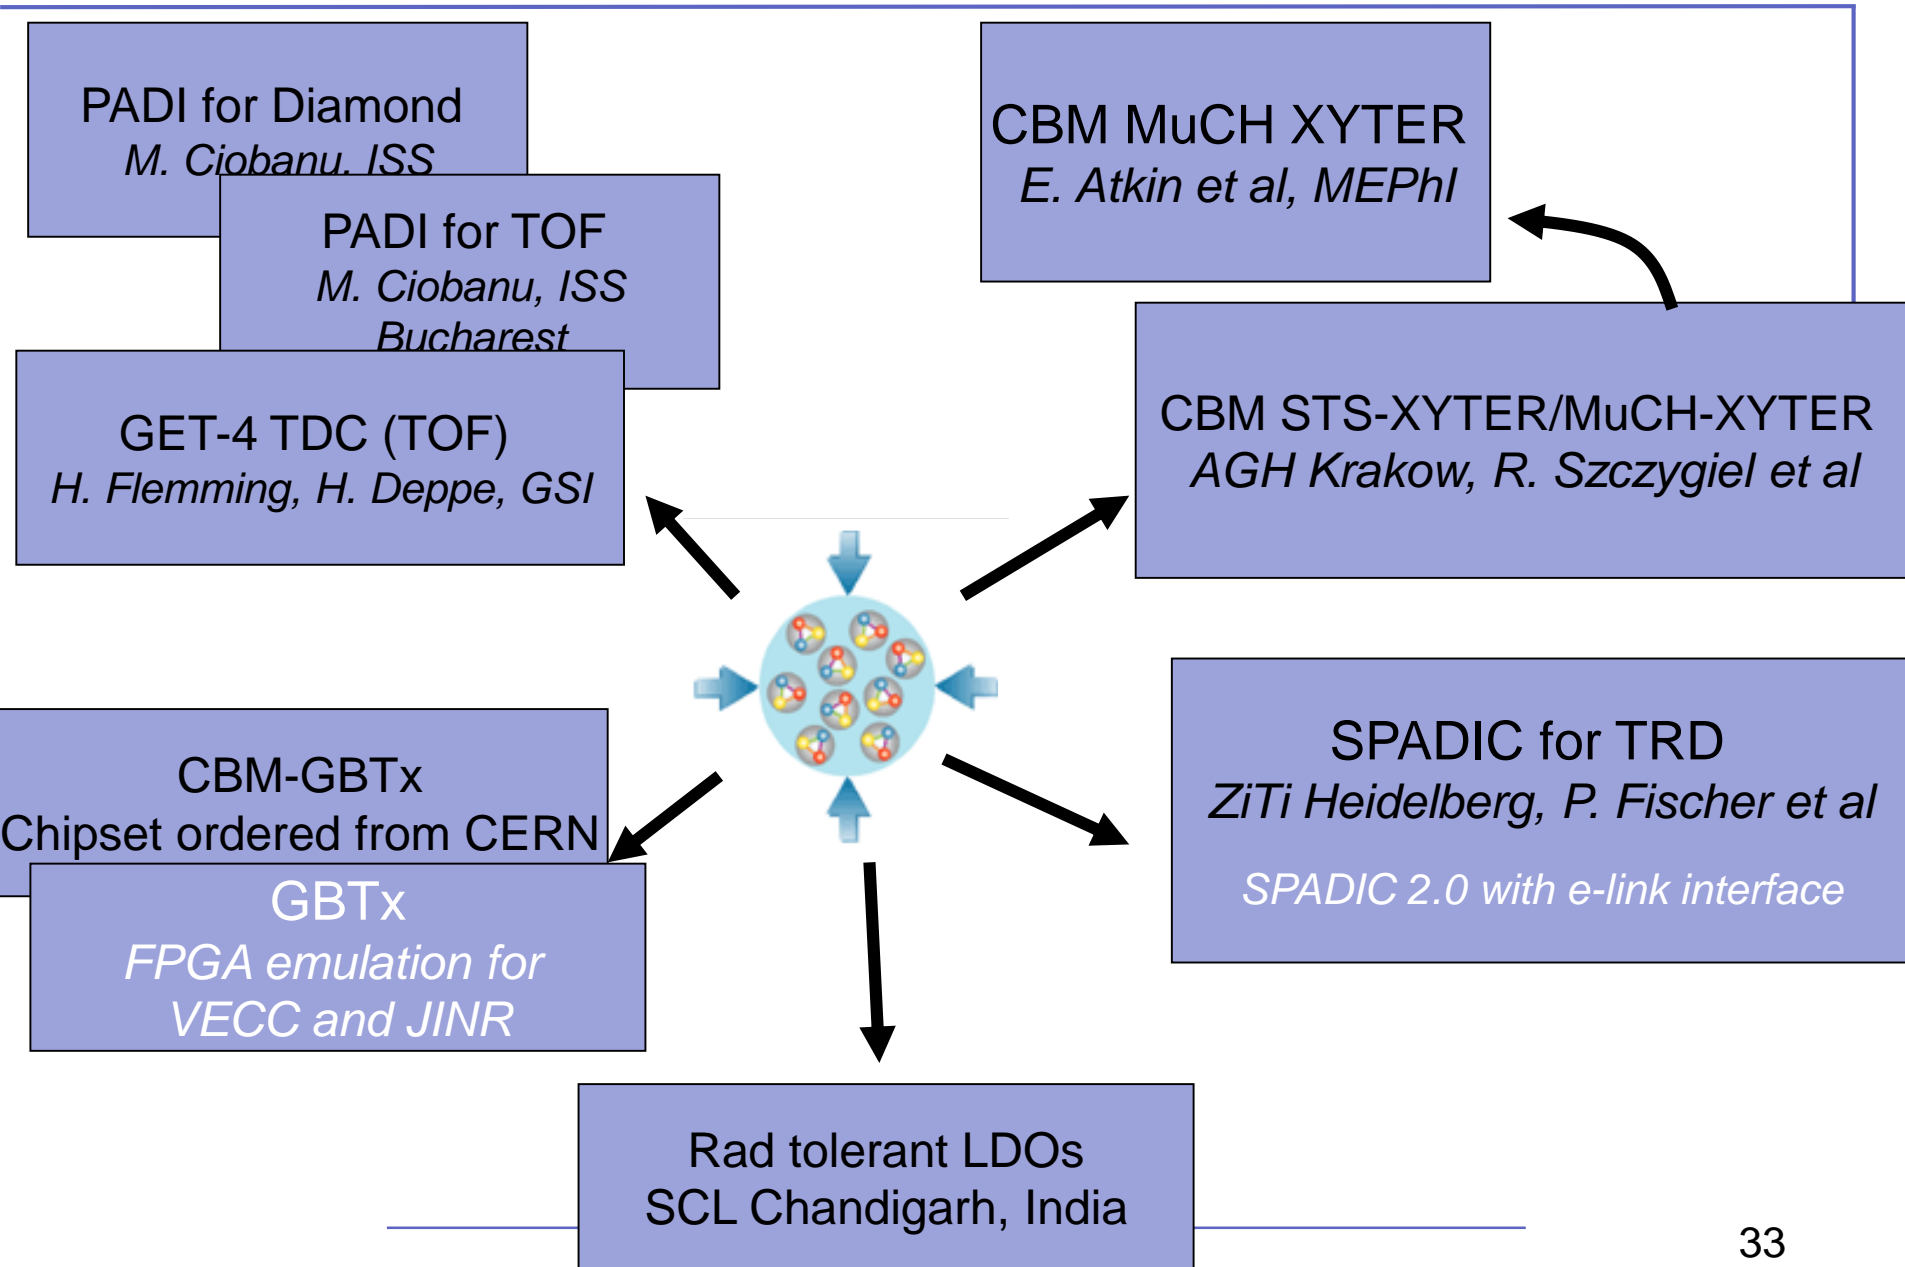 PADI for Diamond
M. Ciobanu, ISS
PADI for TOF
M. Ciobanu, ISS
Bucharest
GET-4 TDC (TOF)
H. Flemming, H. Deppe, GSI
CBM MuCH XYTER
E. Atkin et al, MEPhI
CBM STS-XYTER/MuCH-XYTER
AGH Krakow, R. Szczygiel et al
CBM-GBTx
Chipset ordered from CERN
GBTx
FPGA emulation for
VECC and JINR
SPADIC for TRD
ZiTi Heidelberg, P. Fischer et al
SPADIC 2.0 with e-link interface
Rad tolerant LDOs
SCL Chandigarh, India
33